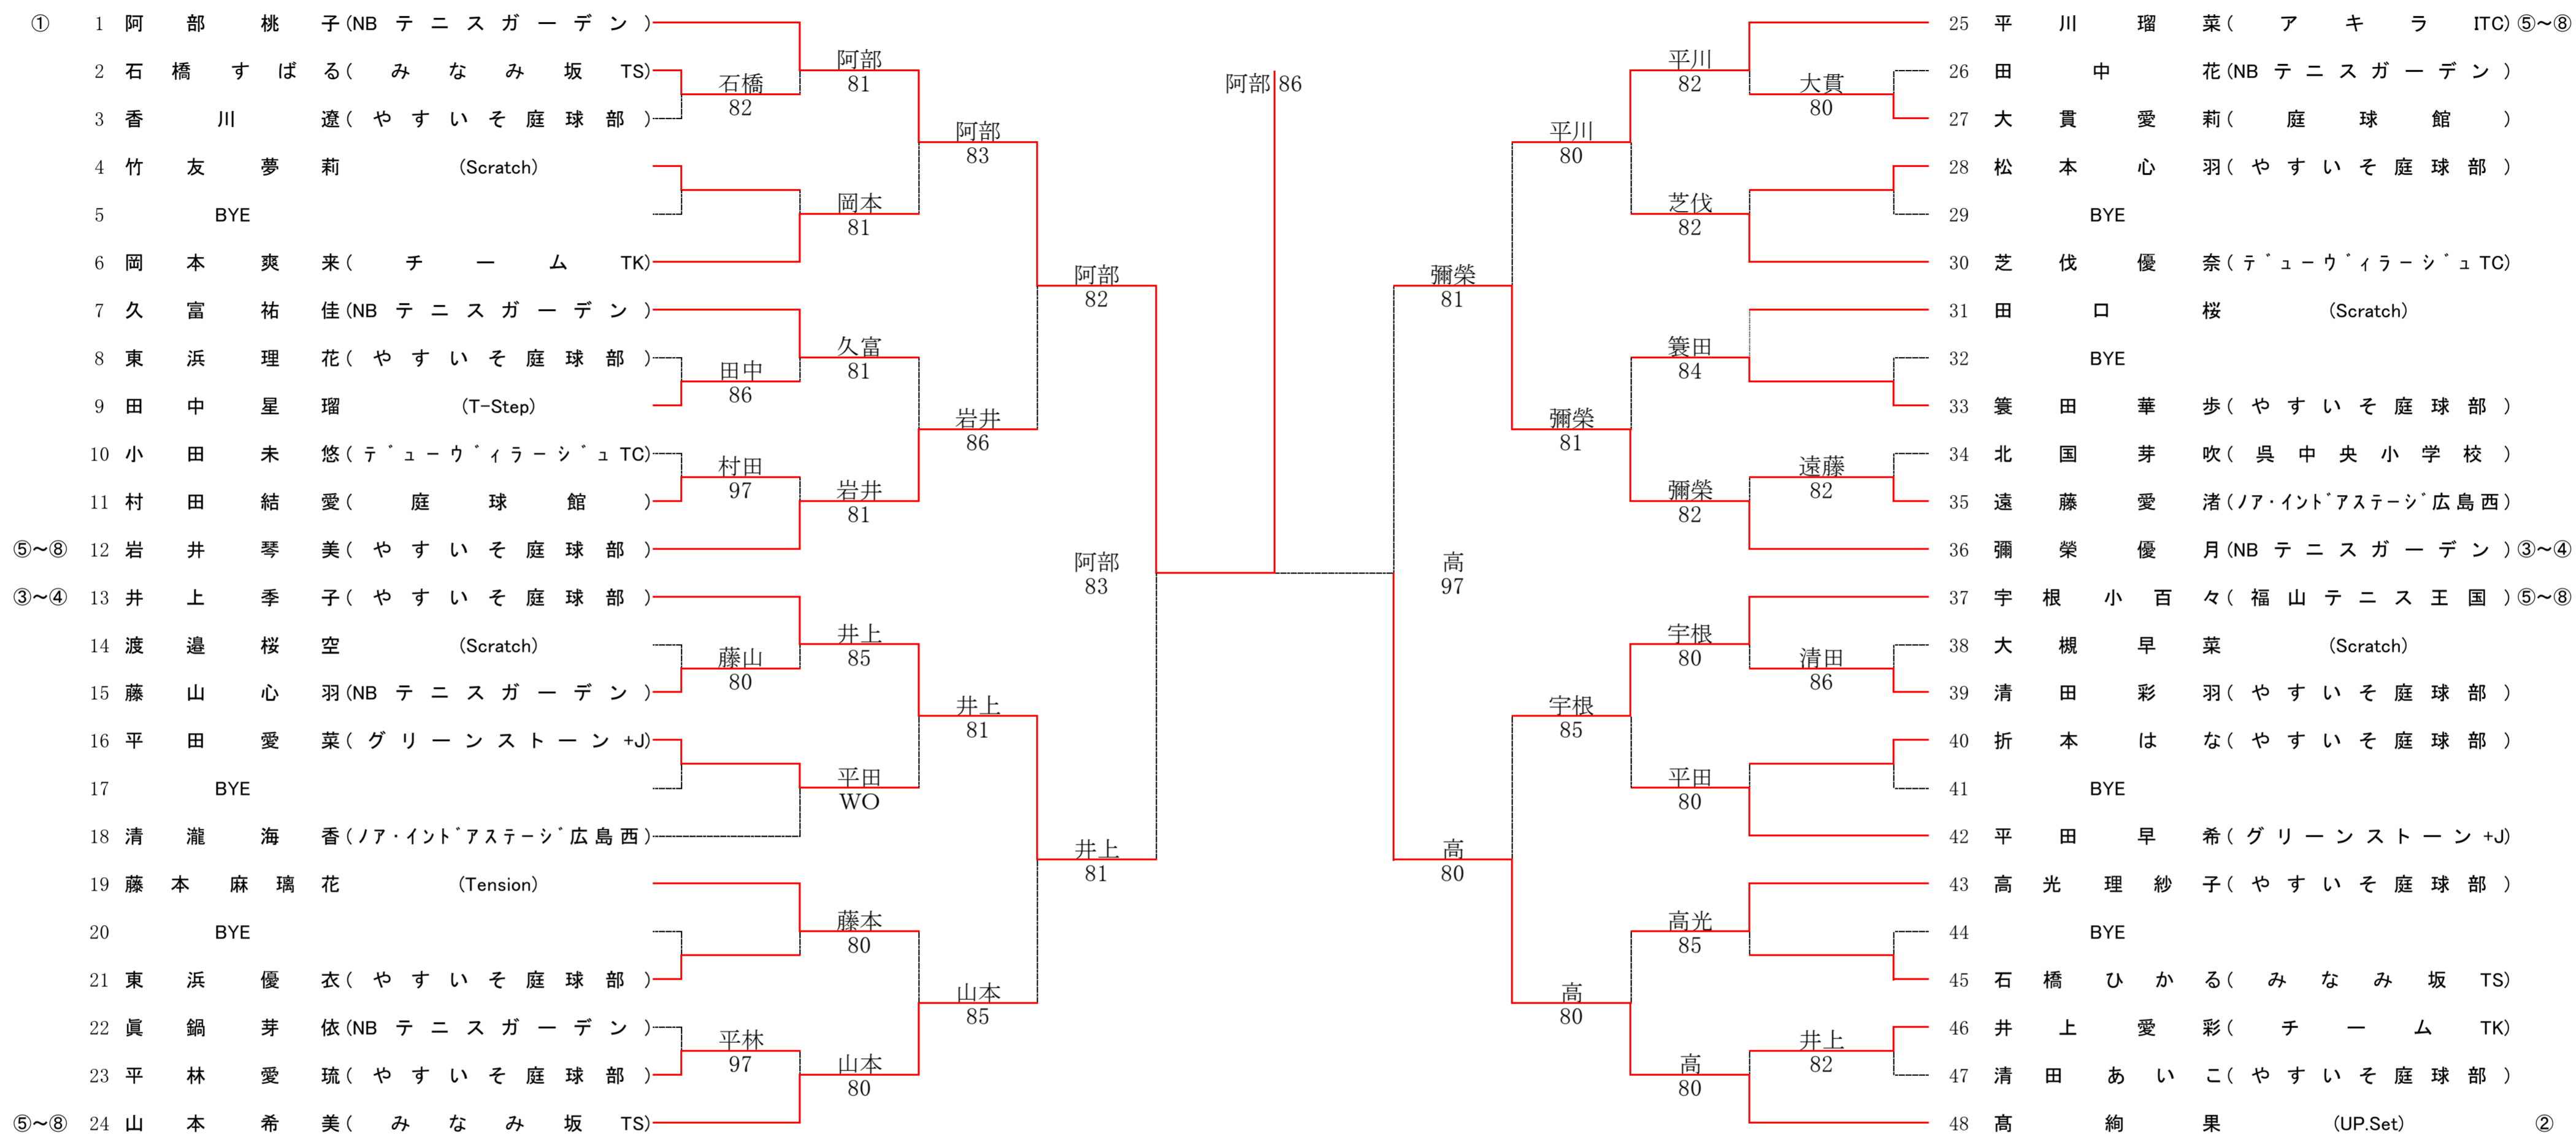 ① 1 阿部桃子(NBテニスガーデン)
2 石橋すばる(みなみ坂TS)
3 香川遼(やすいそ庭球部)
4 竹友夢莉 (Scratch)
5 BYE
6 岡本爽来(チームTK)
7 久富祐佳(NBテニスガーデン)
8 東浜理花(やすいそ庭球部)
9 田中星瑠 (T-Step)
10 小田未悠(デューヴィラージュTC)
11 村田結愛(庭球館)
⑤~⑧ 12 岩井琴美(やすいそ庭球部)
③~④ 13 井上季子(やすいそ庭球部)
14 渡邉桜空 (Scratch)
15 藤山心羽(NBテニスガーデン)
16 平田愛菜(グリーンストーン+J)
17 BYE
18 清瀧海香(ノア・インドアステージ広島西)
19 藤本麻璃花 (Tension)
20 BYE
21 東浜優衣(やすいそ庭球部)
22 眞鍋芽依(NBテニスガーデン)
23 平林愛琉(やすいそ庭球部)
⑤~⑧ 24 山本希美(みなみ坂TS)
石橋
82
田中
86
村田
97
藤山
80
平林
97
阿部
81
岡本
81
久富
81
岩井
81
井上
85
平田
WO
藤本
80
山本
80
阿部
83
岩井
86
井上
81
山本
85
阿部
82
井上
81
阿部
83
阿部 86
高
97
彌榮
81
高
80
平川
80
彌榮
81
宇根
85
高
80
平川
82
芝伐
82
簑田
84
彌榮
82
宇根
80
平田
80
高光
85
高
80
大貫
80
遠藤
82
清田
86
井上
82
25 平川瑠菜(アキラITC) ⑤~⑧
26 田中花(NBテニスガーデン)
27 大貫愛莉(庭球館)
28 松本心羽(やすいそ庭球部)
29 BYE
30 芝伐優奈(デューヴィラージュTC)
31 田口桜 (Scratch)
32 BYE
33 簑田華歩(やすいそ庭球部)
34 北国芽吹(呉中央小学校)
35 遠藤愛渚(ノア・インドアステージ広島西)
36 彌榮優月(NBテニスガーデン) ③~④
37 宇根小百々(福山テニス王国) ⑤~⑧
38 大槻早菜 (Scratch)
39 清田彩羽(やすいそ庭球部)
40 折本はな(やすいそ庭球部)
41 BYE
42 平田早希(グリーンストーン+J)
43 高光理紗子(やすいそ庭球部)
44 BYE
45 石橋ひかる(みなみ坂TS)
46 井上愛彩(チームTK)
47 清田あいこ(やすいそ庭球部)
48 髙絢果 (UP.Set) ②